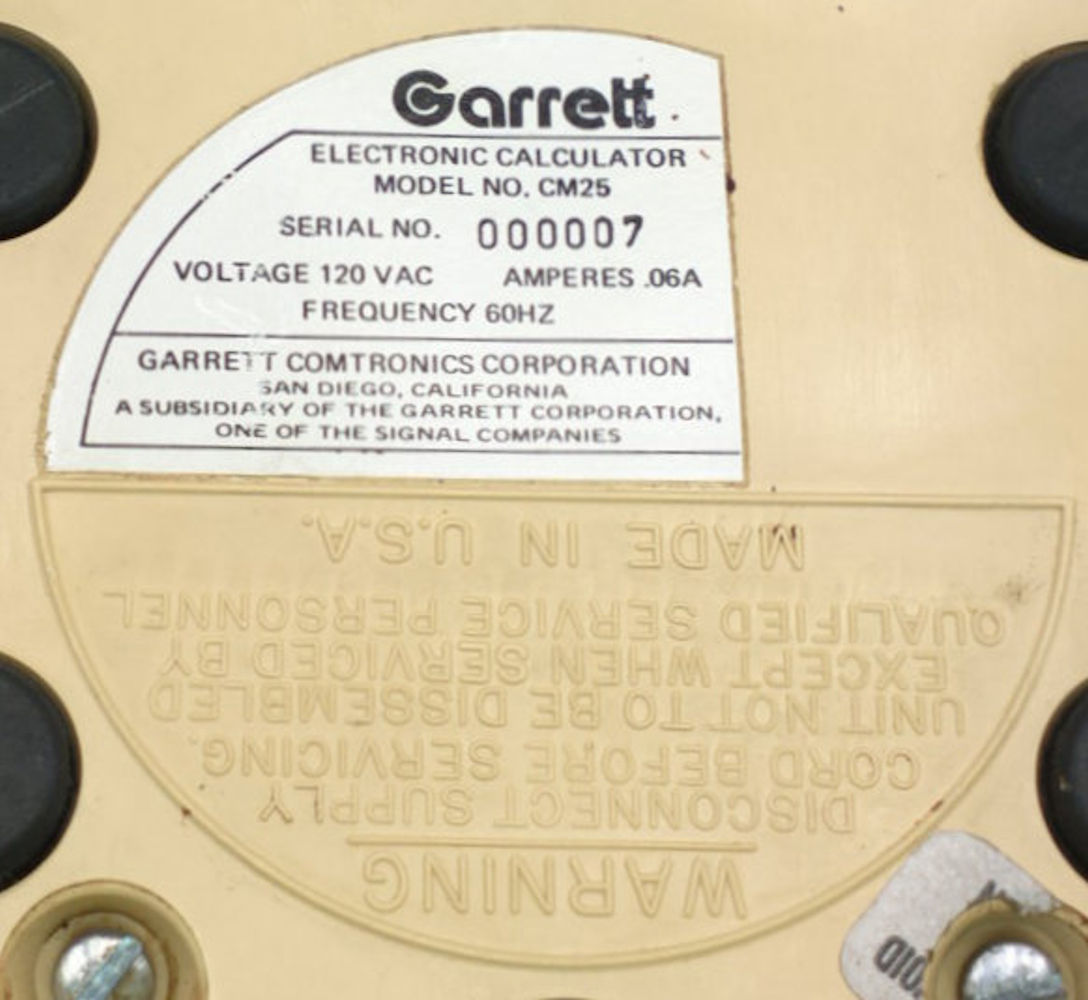 Garrett
ELECTRONIC CALCULATOR
MODEL NO. CM25
SERIAL NO. 000007
VOLTAGE 120 VAC AMPERES .06A
FREQUENCY 60HZ
GARRETT COMTRONICS CORPORATION
SAN DIEGO, CALIFORNIA
A SUBSIDIARY OF THE GARRETT CORPORATION,
ONE OF THE SIGNAL COMPANIES
WARNING
DISCONNECT SUPPLY
CORD BEFORE SERVICING.
UNIT NOT TO BE DISSEMBLED
EXCEPT WHEN SERVICED BY
QUALIFIED SERVICE PERSONNEL
MADE IN U.S.A.